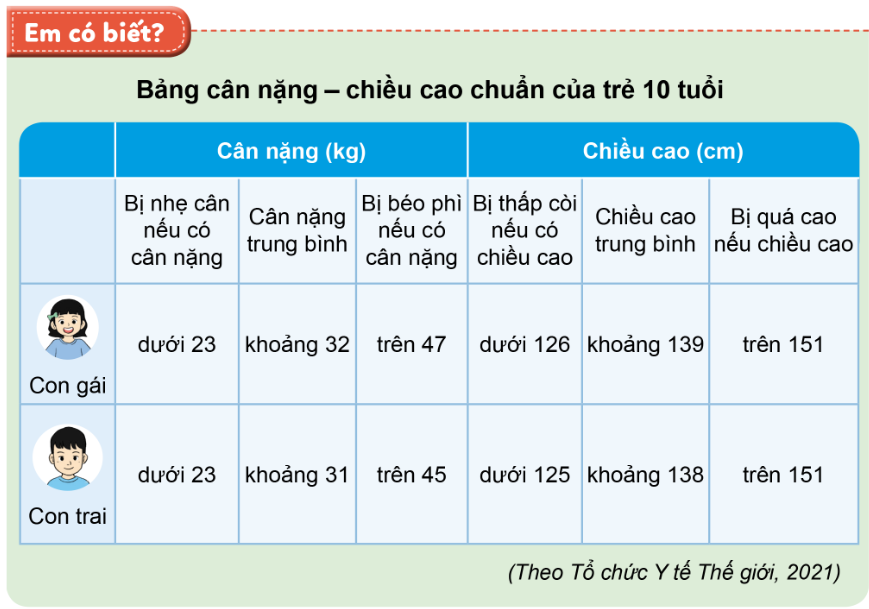 Em có biết?
Bảng cân nặng – chiều cao chuẩn của trẻ 10 tuổi
Cân nặng (kg)
Chiều cao (cm)
Bị nhẹ cân
nếu có
cân nặng
Cân nặng
trung bình
Bị béo phì
nếu có
cân nặng
Bị thấp còi
nếu có
chiều cao
Chiều cao
trung bình
Bị quá cao
nếu chiều cao
Con gái
dưới 23
khoảng 32
trên 47
dưới 126
khoảng 139
trên 151
Con trai
dưới 23
khoảng 31
trên 45
dưới 125
khoảng 138
trên 151
(Theo Tổ chức Y tế Thế giới, 2021)